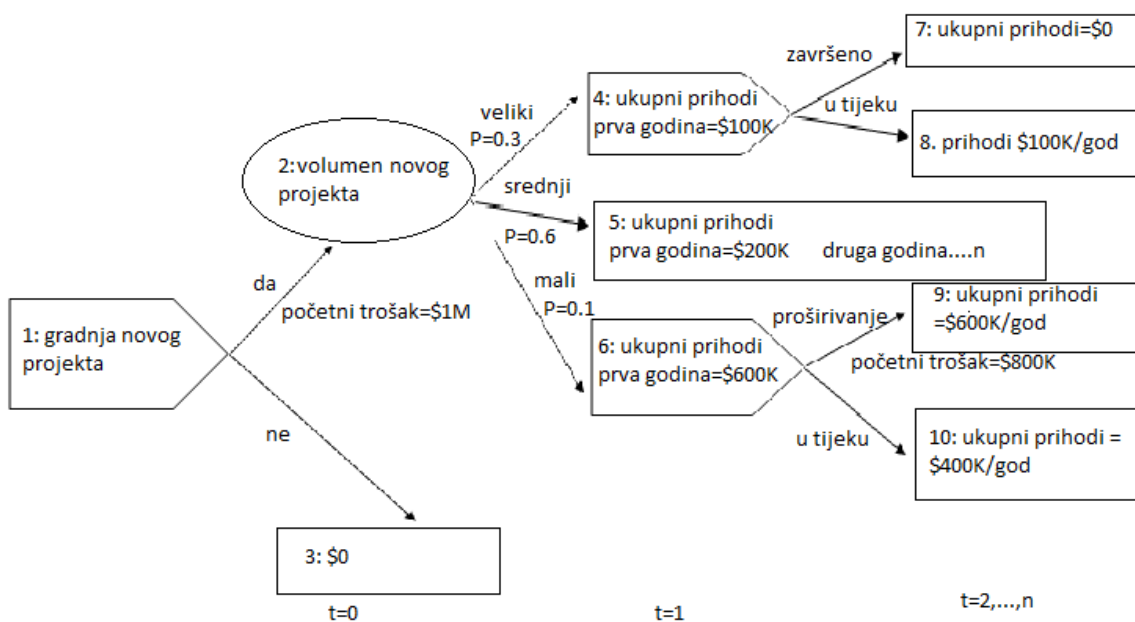 7: ukupni prihodi=$0
završeno
4: ukupni prihodi
prva godina=$100K
u tijeku
8. prihodi $100K/god
veliki
P=0.3
2:volumen novog
projekta
srednji
P=0.6
5: ukupni prihodi
prva godina=$200K druga godina....n
mali
P=0.1
da
početni trošak=$1M
1: gradnja novog
projekta
9: ukupni prihodi
=$600K/god
proširivanje
početni trošak=$800K
6: ukupni prihodi
prva godina=$600K
u tijeku
10: ukupni prihodi =
$400K/god
ne
3: $0
t=0
t=1
t=2,...,n